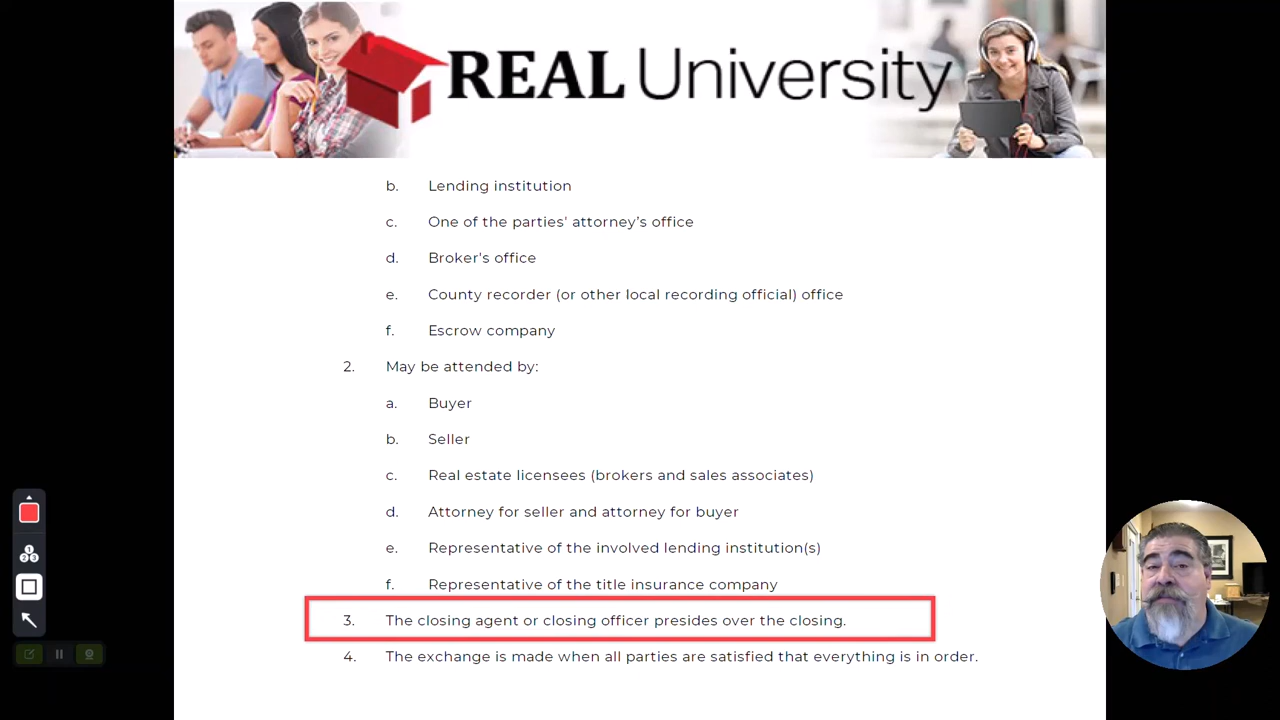 REAL University
b. Lending institution
c. One of the parties' attorney’s office
d. Broker's office
e. County recorder (or other local recording official) office
f. Escrow company
2. May be attended by:
a. Buyer
b. Seller
c. Real estate licensees (brokers and sales associates)
d. Attorney for seller and attorney for buyer
e. Representative of the involved lending institution(s)
f. Representative of the title insurance company
3. The closing agent or closing officer presides over the closing.
4. The exchange is made when all parties are satisfied that everything is in order.